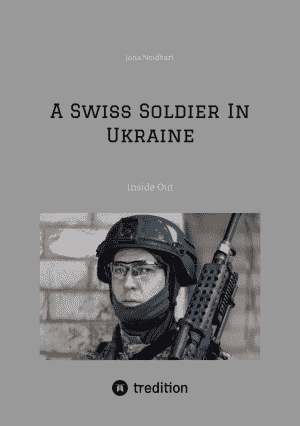 Jona Neidhart
A Swiss Soldier In
Ukraine
Inside Out
tredition